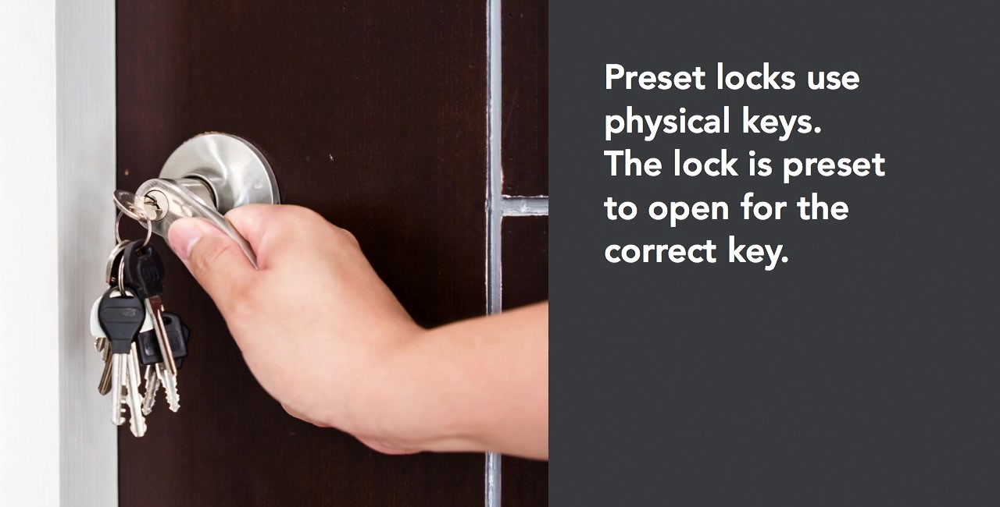 Preset locks use
physical keys.
The lock is preset
to open for the
correct key.